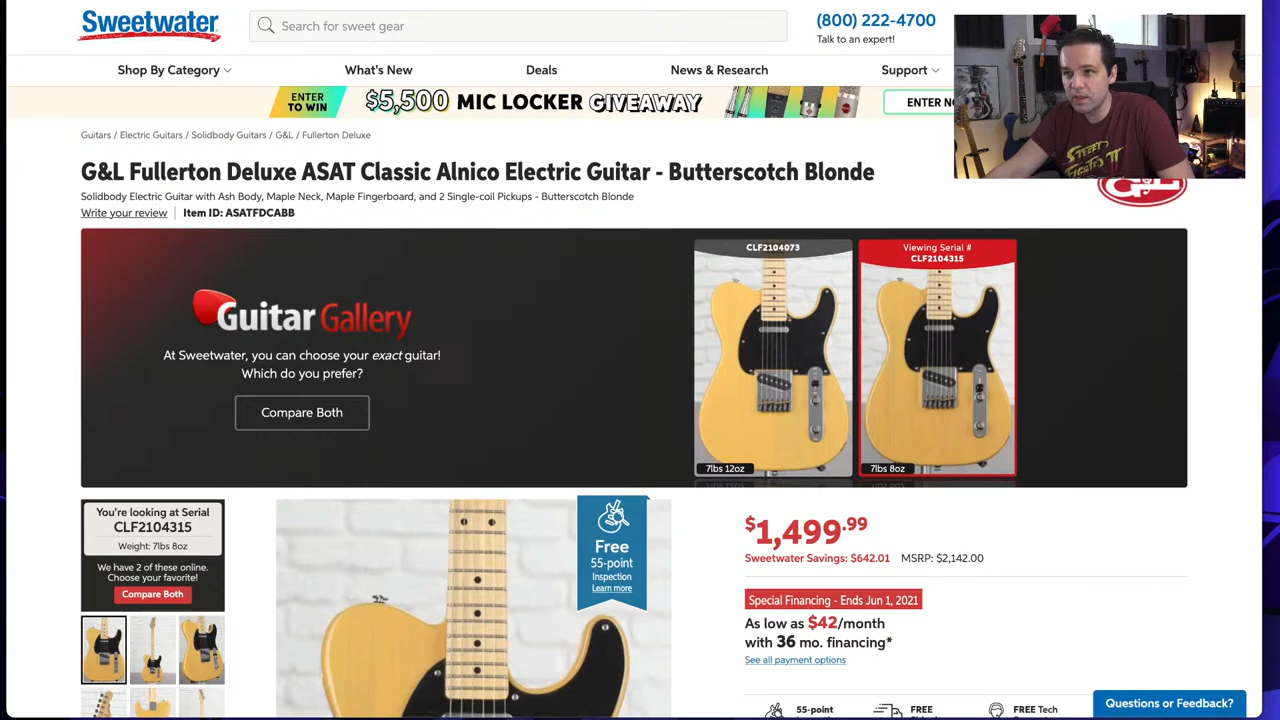 Sweetwater
Search for sweet gear
(800) 222-4700
Talk to an expert!
Shop By Category
What's New
Deals
News & Research
Support
ENTER TO WIN
$5,500 MIC LOCKER GIVEAWAY
ENTER
Guitars / Electric Guitars / Solidbody Guitars / G&L / Fullerton Deluxe
G&L Fullerton Deluxe ASAT Classic Alnico Electric Guitar - Butterscotch Blonde
Solidbody Electric Guitar with Ash Body, Maple Neck, Maple Fingerboard, and 2 Single-coil Pickups - Butterscotch Blonde
Write your review
Item ID: ASATFDCABB
G&L
STREET FIGHTER II
Guitar Gallery
At Sweetwater, you can choose your exact guitar!
Which do you prefer?
Compare Both
CLF2104073
7lbs 12oz
Viewing Serial #
CLF2104315
7lbs 8oz
You're looking at Serial
CLF2104315
Weight: 7lbs 8oz
We have 2 of these online.
Choose your favorite!
Compare Both
Free
55-point
Inspection
Learn more
$1,499.99
Sweetwater Savings: $642.01
MSRP: $2,142.00
Special Financing - Ends Jun 1, 2021
As low as $42/month
with 36 mo. financing*
See all payment options
55-point
FREE
FREE Tech
Questions or Feedback?